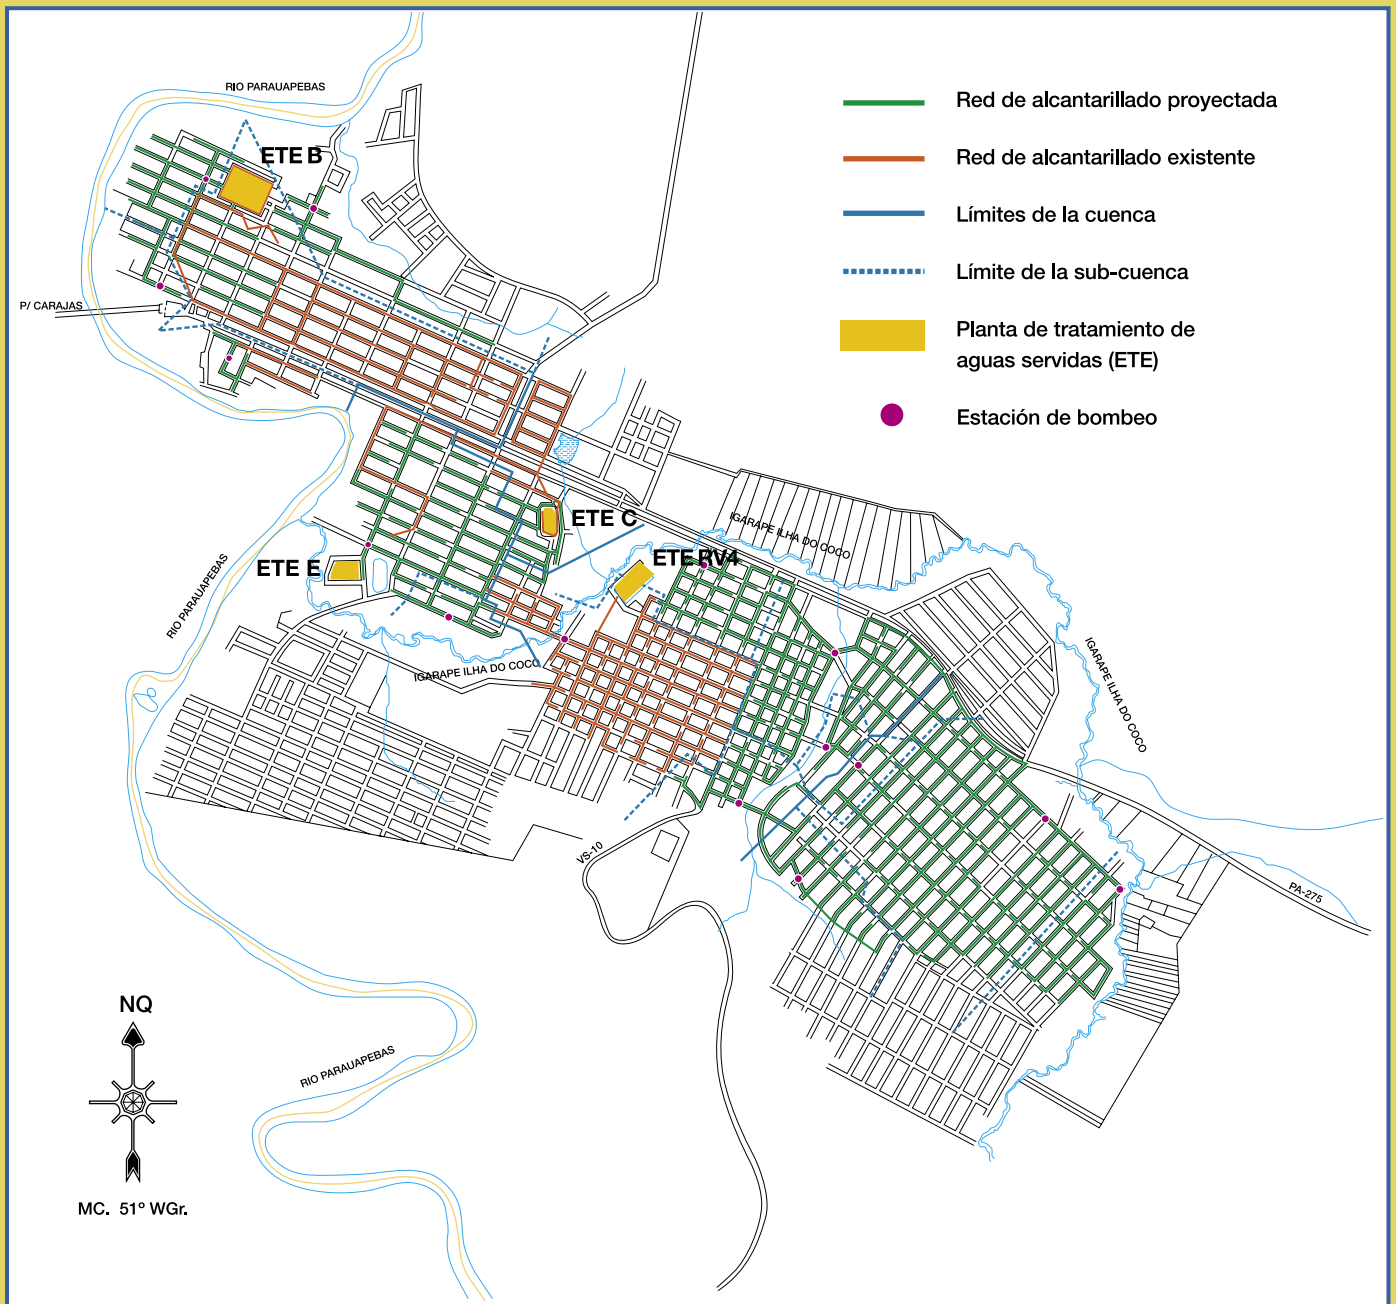 RIO PARAUAPEBAS
ETE B
P/ CARAJAS
Red de alcantarillado proyectada
Red de alcantarillado existente
Límites de la cuenca
Límite de la sub-cuenca
Planta de tratamiento de
aguas servidas (ETE)
Estación de bombeo
ETE C
IGARAPE ILHA DO COCO
ETE RV4
ETE E
RIO PARAUAPEBAS
IGARAPE ILHA DO COCO
IGARAPE ILHA DO COCO
VS-10
PA-275
NQ
RIO PARAUAPEBAS
MC. 51º WGr.